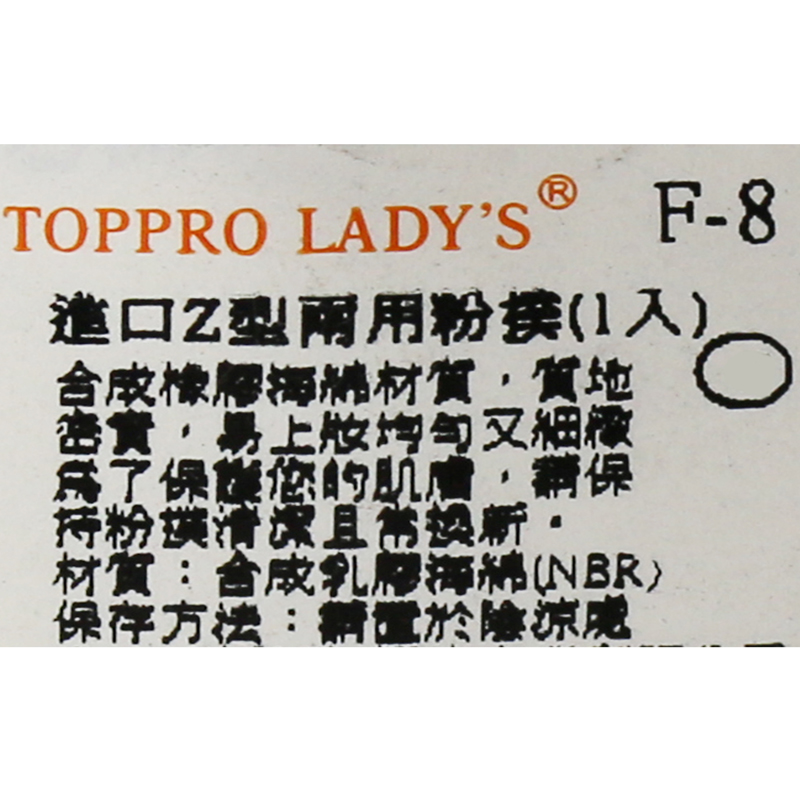 TOPPRO LADY'S® F-8
進口Z型兩用粉撲(1入)
合成橡膠海綿材質，質地
密實，易上妝均勻又細緻
為了保護您的肌膚，請保
持粉撲清潔且常換新。
材質：合成乳膠海綿(NBR)
保存方法：請置於陰涼處